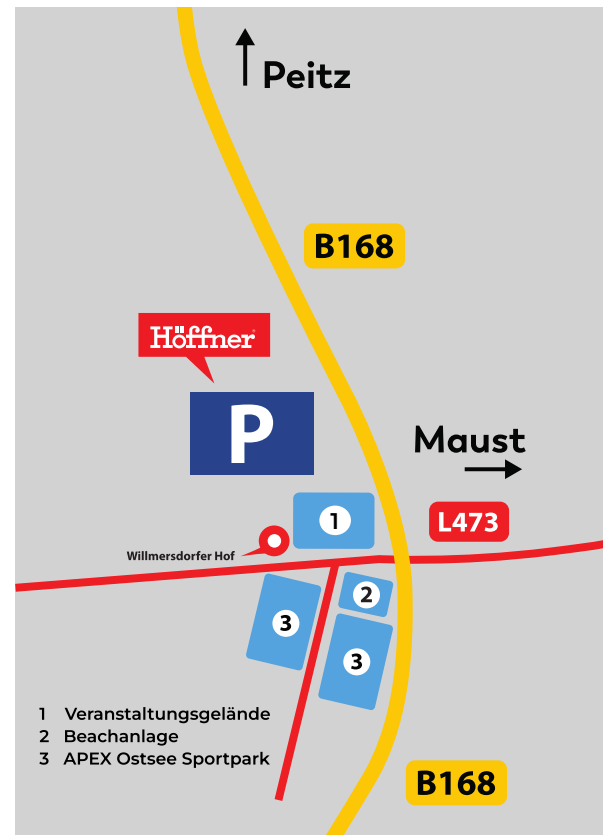 Peitz
B168
Höffner
P
Maust
1
L473
Willmersdorfer Hof
2
3
3
1 Veranstaltungsgelände
2 Beachanlage
3 APEX Ostsee Sportpark
B168